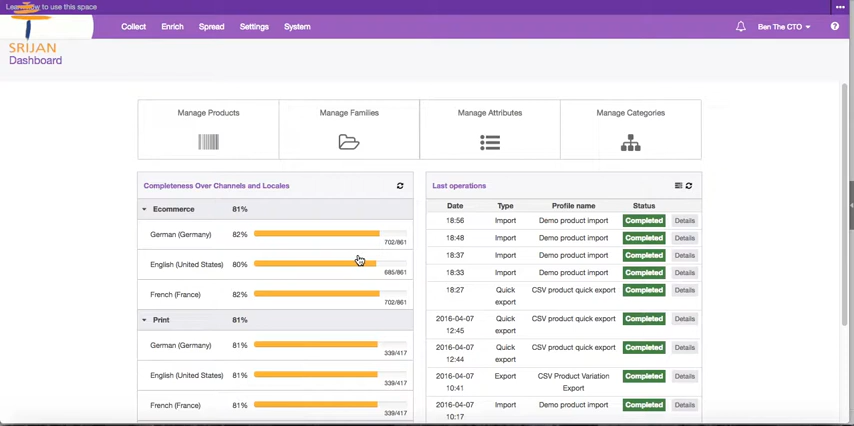 to use this space
Collect Enrich Spread Settings System
Ben The CTO
SRIJAN
Dashboard
Manage Products Manage Families Manage Attributes Manage Categories
Completeness Over Channels and Locales
Last operations
Date Type Profile name Status
Ecommerce 81%
German (Germany) 82% 702/861
English (United States) 80% 685/861
French (France) 82% 702/861
Print 81%
German (Germany) 81% 339/417
English (United States) 81% 339/417
French (France) 81% 339/417
18:56 Import Demo product import Completed Details
18:48 Import Demo product import Completed Details
18:37 Import Demo product import Completed Details
18:33 Import Demo product import Completed Details
18:27 Quick export CSV product quick export Completed Details
2016-04-07 12:45 Quick export CSV product quick export Completed Details
2016-04-07 12:44 Quick export CSV product quick export Completed Details
2016-04-07 10:41 Export CSV Product Variation Export Completed Details
2016-04-07 10:17 Import Demo product import Completed Details